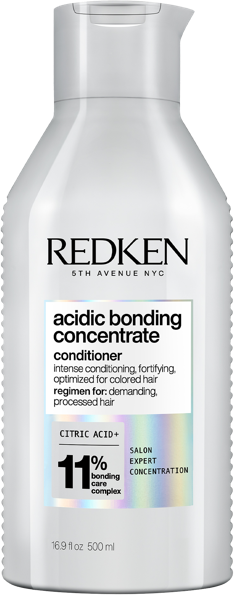 REDKEN
5TH AVENUE NYC
acidic bonding
concentrate
conditioner
intense conditioning, fortifying,
optimized for colored hair
regimen for: demanding,
processed hair
CITRIC ACID+
11%
bonding
care
complex
SALON
EXPERT
CONCENTRATION
16.9 fl oz 500 ml